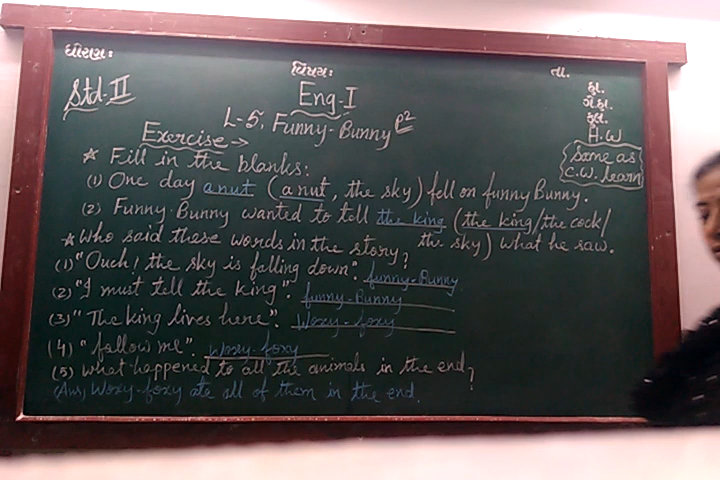 ધોરણ:
વિષય:
તા.
Std-II
Eng-I
કા.
ગે.હા.
કુલ.
L-5, Funny-Bunny P2
H.W
Exercise →
Same as
C.W. learn
* Fill in the blanks:
(1) One day a nut (a nut, the sky) fell on funny Bunny.
(2) Funny-Bunny wanted to tell the king (the king/the cock/
the sky) what he saw.
* Who said these words in the story?
(1) "Ouch! the sky is falling down". funny-Bunny
(2) "I must tell the king". funny-Bunny
(3) "The king lives here". Woxy-foxy
(4) "follow me". Woxy-foxy
(5) what happened to all the animals in the end?
(Ans) Woxy-foxy ate all of them in the end.